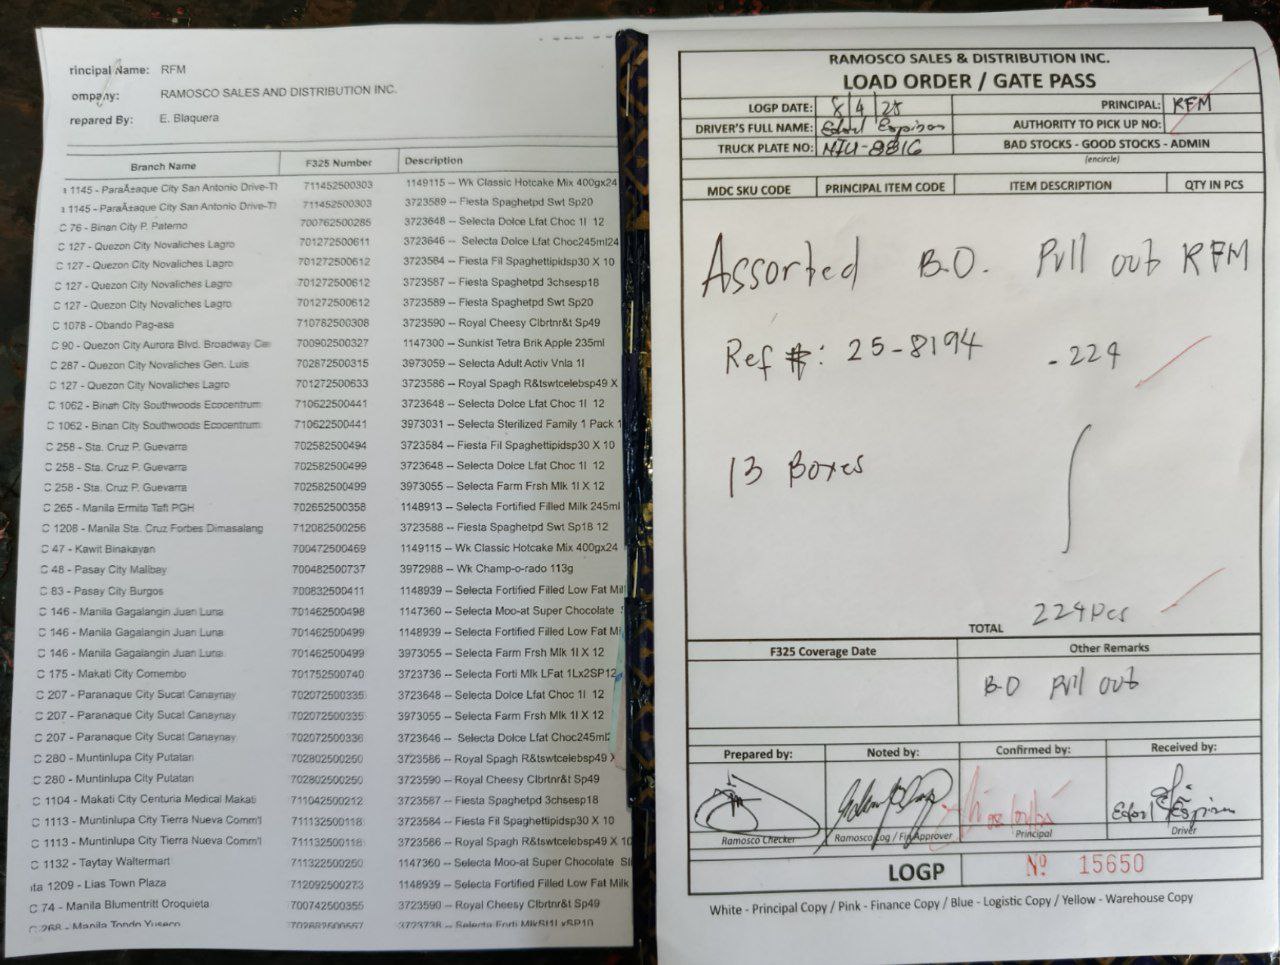 rincipal Name: RFM
ompany: RAMOSCO SALES AND DISTRIBUTION INC.
repared By: E. Blaquera
Branch Name F325 Number Description
1145 - ParaÃ±aque City San Antonio Drive-T 711452500303 1149115 -- Wk Classic Hotcake Mix 400gx24
1145 - ParaÃ±aque City San Antonio Drive-T 711452500303 3723589 -- Fiesta Spaghetpd Swt Sp20
C 76 - Binan City P. Paterno 700762500285 3723648 -- Selecta Dolce Lfat Choc 1l 12
C 127 - Quezon City Novaliches Lagro 701272500611 3723646 -- Selecta Dolce Lfat Choc245ml24
C 127 - Quezon City Novaliches Lagro 701272500612 3723584 -- Fiesta Fil Spaghettipidsp30 X 10
C 127 - Quezon City Novaliches Lagro 701272500612 3723587 -- Fiesta Spaghetpd 3chsesp18
C 127 - Quezon City Novaliches Lagro 701272500612 3723589 -- Fiesta Spaghetpd Swt Sp20
C 1078 - Obando Pag-asa 710782500308 3723590 -- Royal Cheesy Clbrtnr&t Sp49
C 90 - Quezon City Aurora Blvd. Broadway Cen 700902500327 1147300 -- Sunkist Tetra Brik Apple 235ml
C 287 - Quezon City Novaliches Gen. Luis 702872500315 3973059 -- Selecta Adult Activ Vnla 1l
C 127 - Quezon City Novaliches Lagro 701272500633 3723586 -- Royal Spagh R&tswtcelebsp49 X
C 1062 - Binan City Southwoods Ecocentrum 710622500441 3723648 -- Selecta Dolce Lfat Choc 1l 12
C 1062 - Binan City Southwoods Ecocentrum 710622500441 3973031 -- Selecta Sterilized Family 1 Pack 1
C 258 - Sta. Cruz P. Guevarra 702582500494 3723584 -- Fiesta Fil Spaghettipidsp30 X 10
C 258 - Sta. Cruz P. Guevarra 702582500499 3723648 -- Selecta Dolce Lfat Choc 1l 12
C 258 - Sta. Cruz P. Guevarra 702582500499 3973055 -- Selecta Farm Frsh Mlk 1l X 12
C 265 - Manila Ermita Taft PGH 702652500358 1148913 -- Selecta Fortified Filled Milk 245ml
C 1208 - Manila Sta. Cruz Forbes Dimasalang 712082500256 3723588 -- Fiesta Spaghetpd Swt Sp18 12
C 47 - Kawit Binakayan 700472500469 1149115 -- Wk Classic Hotcake Mix 400gx24
C 48 - Pasay City Malibay 700482500737 3972988 -- Wk Champ-o-rado 113g
C 83 - Pasay City Burgos 700832500411 1148939 -- Selecta Fortified Filled Low Fat Mil
C 146 - Manila Gagalangin Juan Luna 701462500498 1147360 -- Selecta Moo-at Super Chocolate S
C 146 - Manila Gagalangin Juan Luna 701462500499 1148939 -- Selecta Fortified Filled Low Fat Mi
C 146 - Manila Gagalangin Juan Luna 701462500499 3973055 -- Selecta Farm Frsh Mlk 1l X 12
C 175 - Makati City Comembo 701752500740 3723736 -- Selecta Forti Mlk LFat 1Lx2SP12
C 207 - Paranaque City Sucat Canaynay 702072500335 3723648 -- Selecta Dolce Lfat Choc 1l 12
C 207 - Paranaque City Sucat Canaynay 702072500335 3973055 -- Selecta Farm Frsh Mlk 1l X 12
C 207 - Paranaque City Sucat Canaynay 702072500336 3723646 -- Selecta Dolce Lfat Choc245ml2
C 280 - Muntinlupa City Putatan 702802500250 3723586 -- Royal Spagh R&tswtcelebsp49 X
C 280 - Muntinlupa City Putatan 702802500250 3723590 -- Royal Cheesy Clbrtnr&t Sp49
C 1104 - Makati City Centuria Medical Makati 711042500212 3723587 -- Fiesta Spaghetpd 3chsesp18
C 1113 - Muntinlupa City Tierra Nueva Comm'l 711132500118 3723584 -- Fiesta Fil Spaghettipidsp30 X 10
C 1113 - Muntinlupa City Tierra Nueva Comm'l 711132500118 3723586 -- Royal Spagh R&tswtcelebsp49 X 10
C 1132 - Taytay Waltermart 711322500250 1147360 -- Selecta Moo-at Super Chocolate Sli
ita 1209 - Lias Town Plaza 712092500273 1148939 -- Selecta Fortified Filled Low Fat Milk
C 74 - Manila Blumentritt Oroquieta 700742500355 3723590 -- Royal Cheesy Clbrtnr&t Sp49
C 268 - Manila Tondo Yuseco 702682500557 3723738 -- Selecta Forti MlkSt1LxSP10
RAMOSCO SALES & DISTRIBUTION INC.
LOAD ORDER / GATE PASS
LOGP DATE: 8/4/25 PRINCIPAL: RFM
DRIVER'S FULL NAME: Edsel Espinon AUTHORITY TO PICK UP NO:
TRUCK PLATE NO: NIU-8816 BAD STOCKS - GOOD STOCKS - ADMIN
(encircle)
MDC SKU CODE PRINCIPAL ITEM CODE ITEM DESCRIPTION QTY IN PCS
Assorted B.O. Pull out RFM
Ref #: 25-8194 - 224
13 Boxes
TOTAL 224 Pcs
F325 Coverage Date Other Remarks
B.O Pull out
Prepared by: Noted by: Confirmed by: Received by:
Ramosco Checker Ramosco Log / Fin Approver Principal Driver
LOGP Nº 15650
White - Principal Copy / Pink - Finance Copy / Blue - Logistic Copy / Yellow - Warehouse Copy